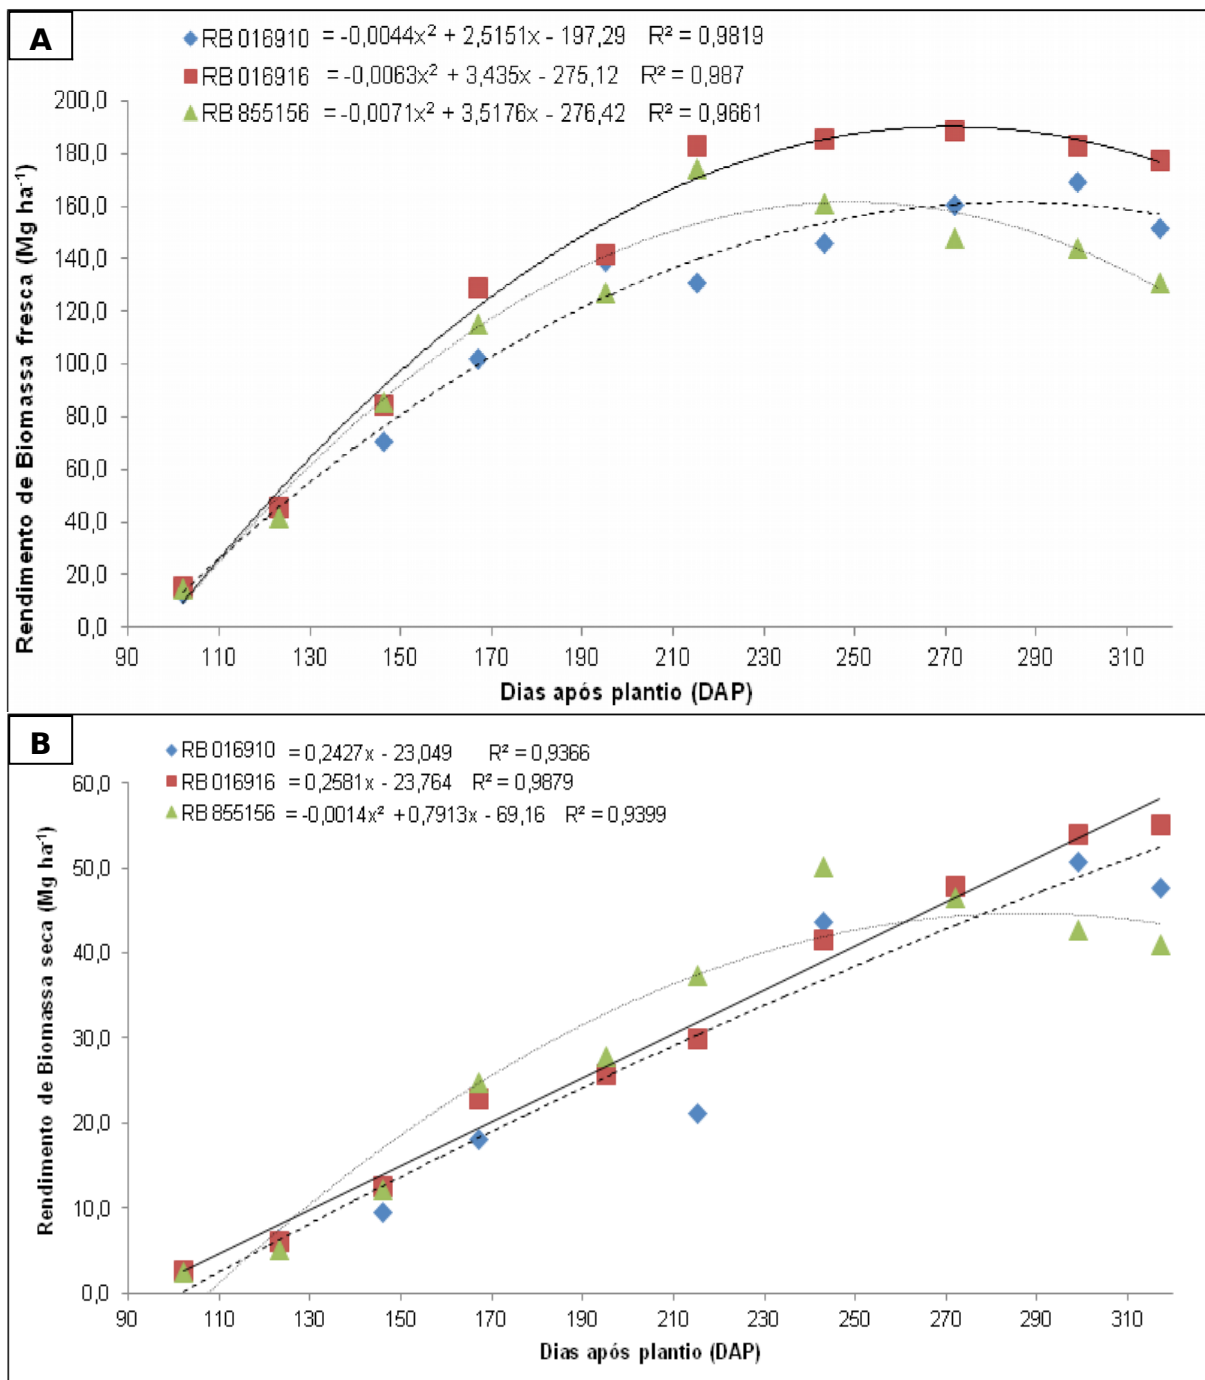 A
RB 016910 = -0,0044x² + 2,5151x - 197,29 R² = 0,9819
RB 016916 = -0,0063x² + 3,435x - 275,12 R² = 0,987
RB 855156 = -0,0071x² + 3,5176x - 276,42 R² = 0,9661
Rendimento de Biomassa fresca (Mg ha⁻¹)
200,0
180,0
160,0
140,0
120,0
100,0
80,0
60,0
40,0
20,0
0,0
90 110 130 150 170 190 210 230 250 270 290 310
Dias após plantio (DAP)
B
RB 016910 = 0,2427x - 23,049 R² = 0,9366
RB 016916 = 0,2581x - 23,764 R² = 0,9879
RB 855156 = -0,0014x² + 0,7913x - 69,16 R² = 0,9399
Rendimento de Biomassa seca (Mg ha⁻¹)
60,0
50,0
40,0
30,0
20,0
10,0
0,0
90 110 130 150 170 190 210 230 250 270 290 310
Dias após plantio (DAP)